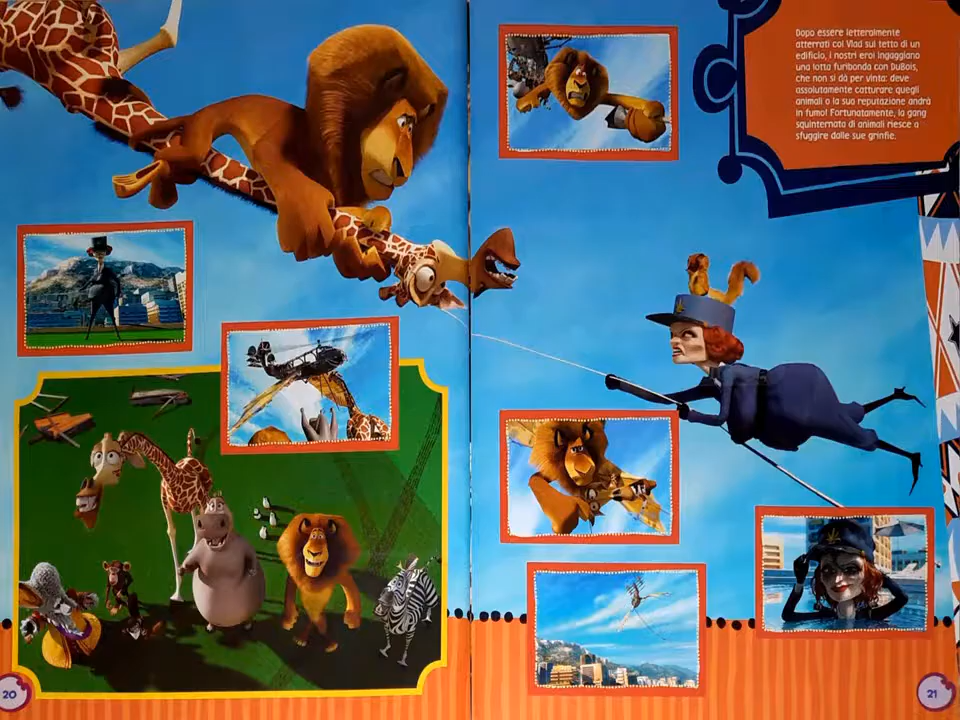 Dopo essere letteralmente
atterrati col Vlad sul tetto di un
edificio, i nostri eroi ingaggiano
una lotta furibonda con DuBois,
che non si dà per vinta: deve
assolutamente catturare quegli
animali o la sua reputazione andrà
in fumo! Fortunatamente, la gang
squinternata di animali riesce a
sfuggire dalle sue grinfie.
20
21